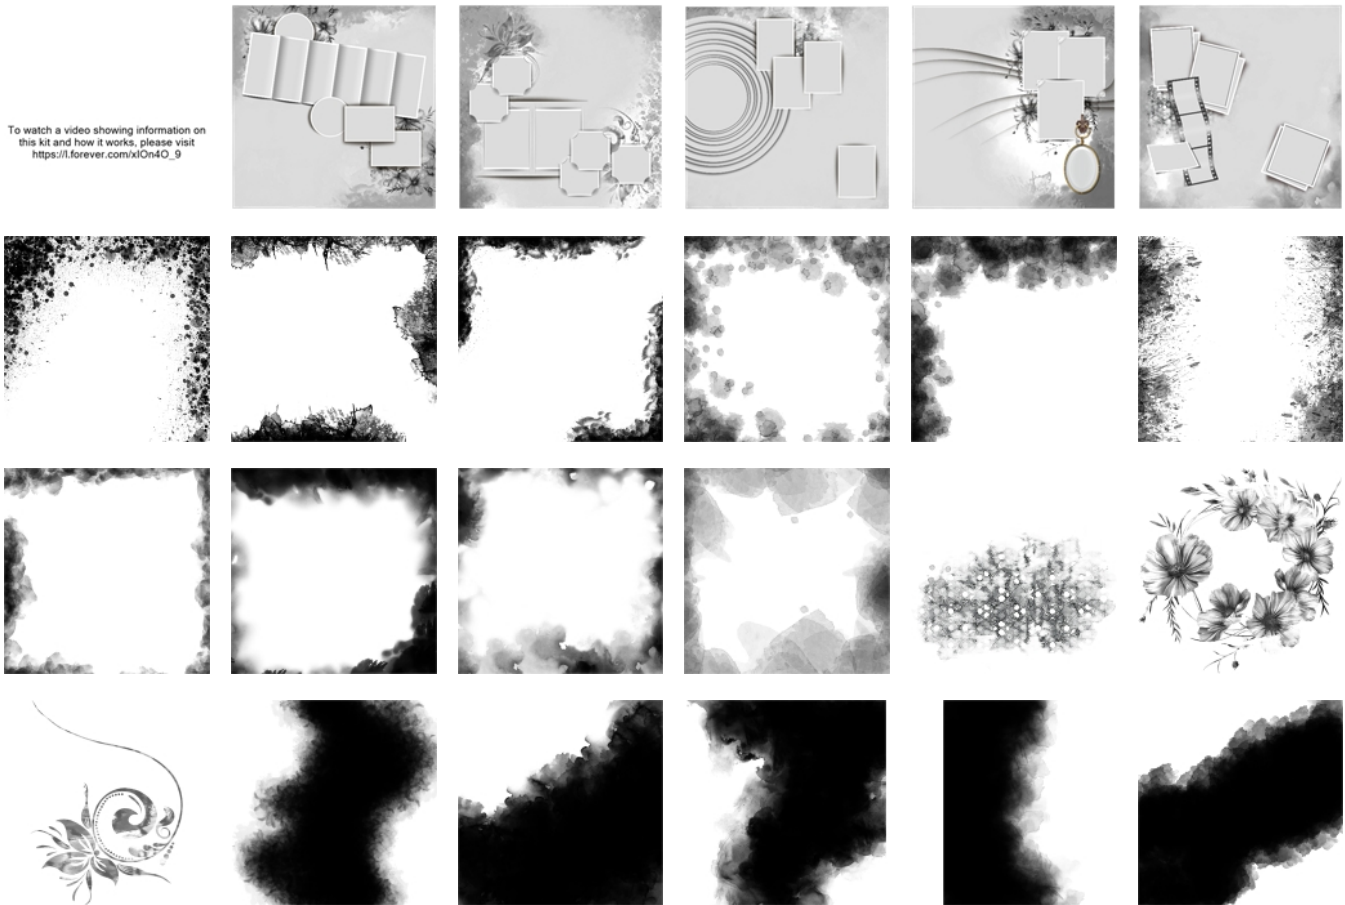 To watch a video showing information on
this kit and how it works, please visit
https://l.forever.com/xIOn4O_9